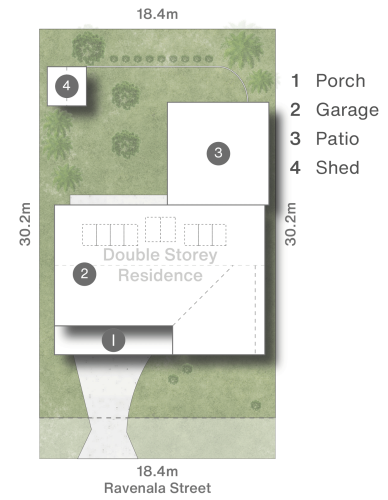 18.4m
4
1 Porch
2 Garage
3 Patio
4 Shed
3
30.2m
30.2m
Double Storey
Residence
2
1
18.4m
Ravenala Street